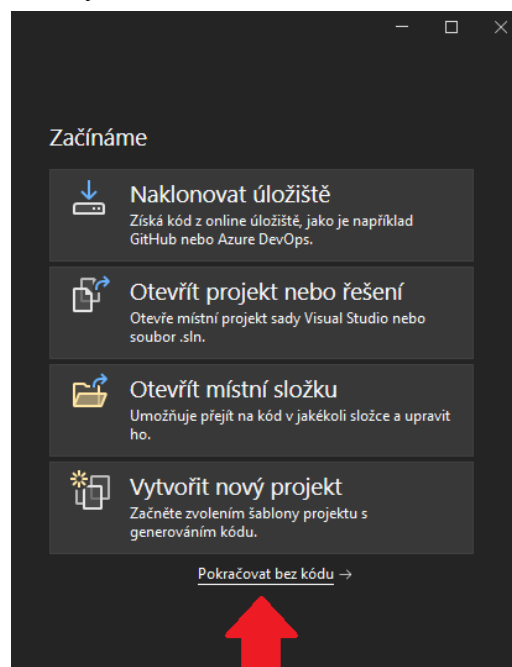 Začínáme
Naklonovat úložiště
Získá kód z online úložiště, jako je například
GitHub nebo Azure DevOps.
Otevřít projekt nebo řešení
Otevře místní projekt sady Visual Studio nebo
soubor .sln.
Otevřít místní složku
Umožňuje přejít na kód v jakékoli složce a upravit
ho.
Vytvořit nový projekt
Začněte zvolením šablony projektu s
generováním kódu.
Pokračovat bez kódu →